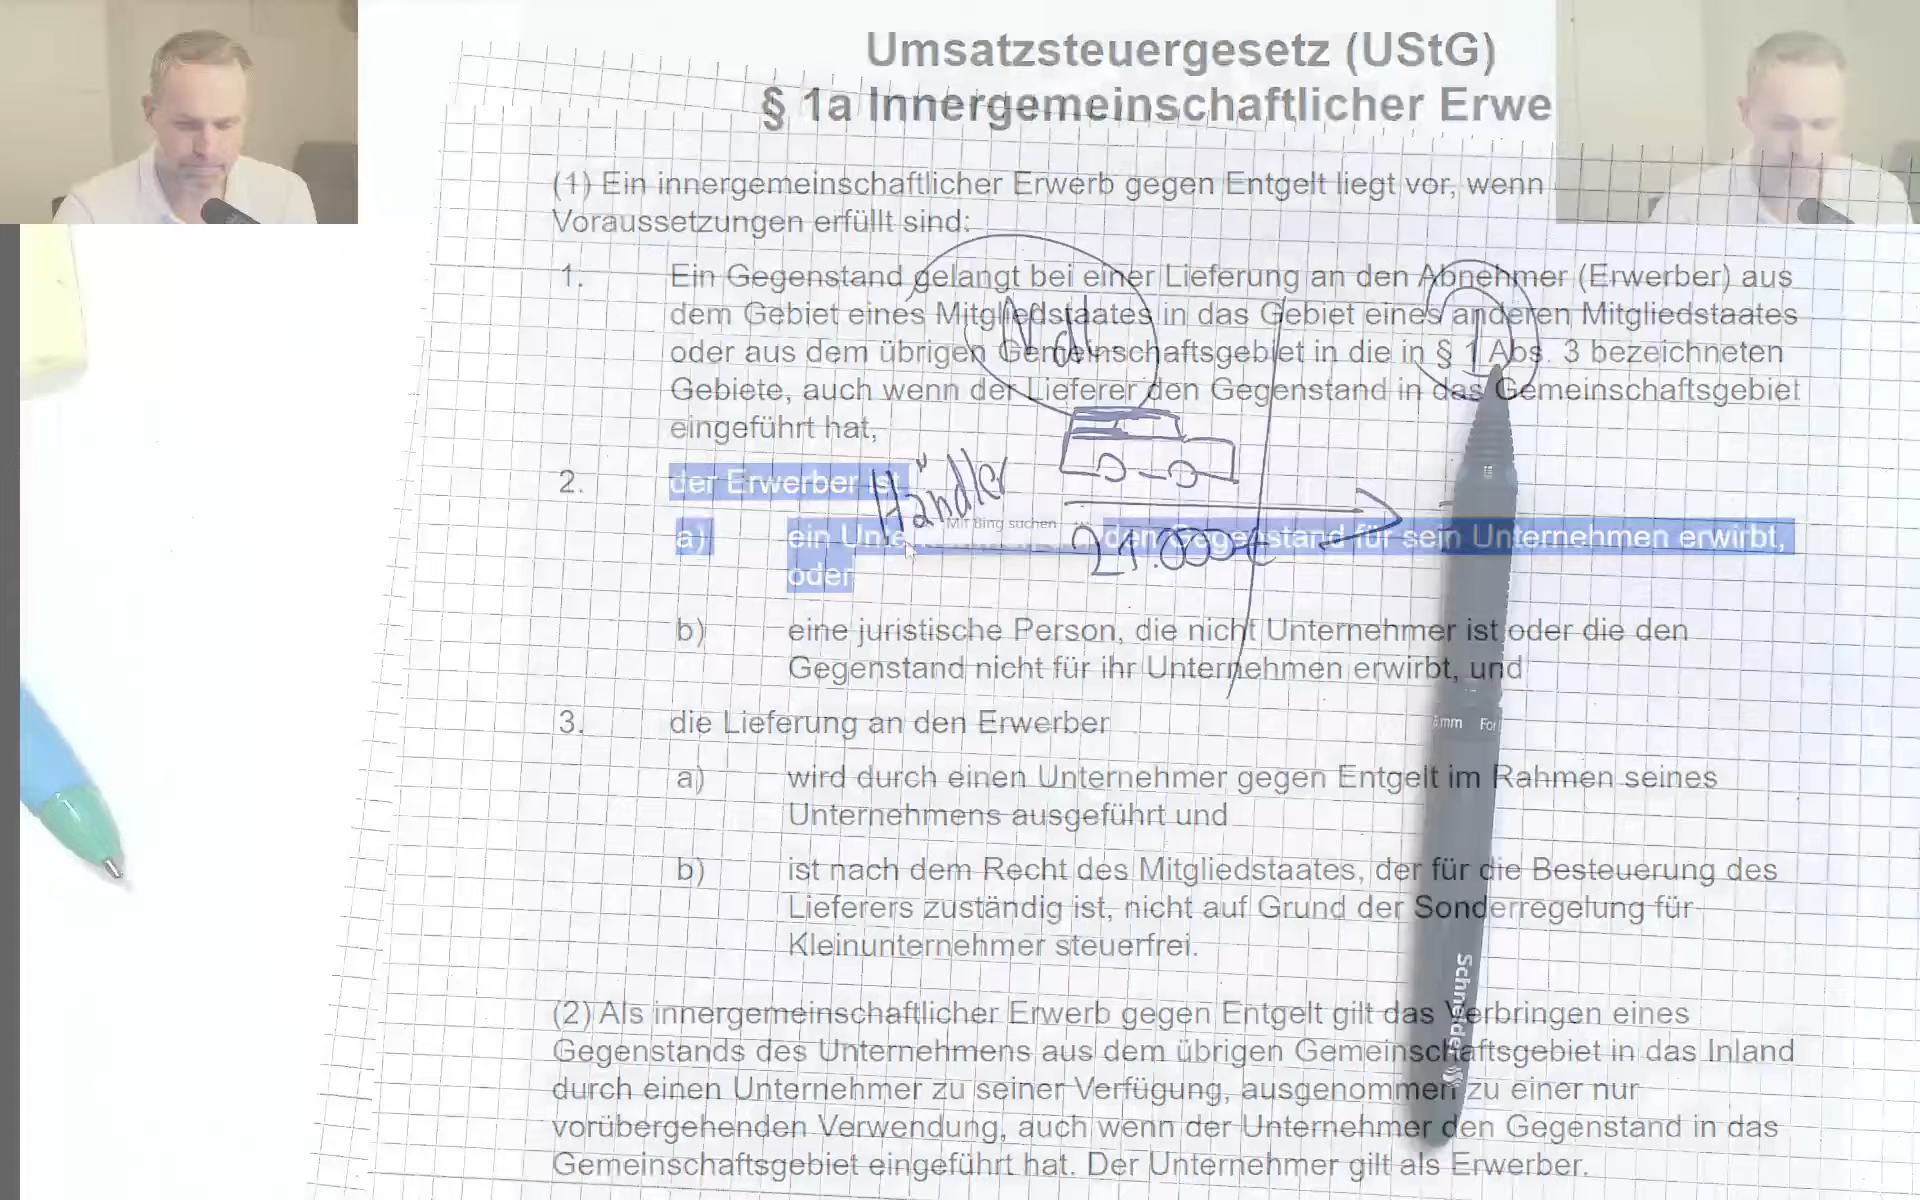 Umsatzsteuergesetz (UStG)
§ 1a Innergemeinschaftlicher Erwe
(1) Ein innergemeinschaftlicher Erwerb gegen Entgelt liegt vor, wenn
Voraussetzungen erfüllt sind:
1. Ein Gegenstand gelangt bei einer Lieferung an den Abnehmer (Erwerber) aus
dem Gebiet eines Mitgliedstaates in das Gebiet eines anderen Mitgliedstaates
oder aus dem übrigen Gemeinschaftsgebiet in die in § 1 Abs. 3 bezeichneten
Gebiete, auch wenn der Lieferer den Gegenstand in das Gemeinschaftsgebiet
eingeführt hat,
2. der Erwerber ist
Händler
Mit Bing suchen
a) ein Unte den Gegenstand für sein Unternehmen erwirbt,
21.000 €
oder
b) eine juristische Person, die nicht Unternehmer ist oder die den
Gegenstand nicht für ihr Unternehmen erwirbt, und
3. die Lieferung an den Erwerber
a) wird durch einen Unternehmer gegen Entgelt im Rahmen seines
Unternehmens ausgeführt und
b) ist nach dem Recht des Mitgliedstaates, der für die Besteuerung des
Lieferers zuständig ist, nicht auf Grund der Sonderregelung für
Kleinunternehmer steuerfrei.
(2) Als innergemeinschaftlicher Erwerb gegen Entgelt gilt das Verbringen eines
Gegenstands des Unternehmens aus dem übrigen Gemeinschaftsgebiet in das Inland
durch einen Unternehmer zu seiner Verfügung, ausgenommen zu einer nur
vorübergehenden Verwendung, auch wenn der Unternehmer den Gegenstand in das
Gemeinschaftsgebiet eingeführt hat. Der Unternehmer gilt als Erwerber.
Schneider